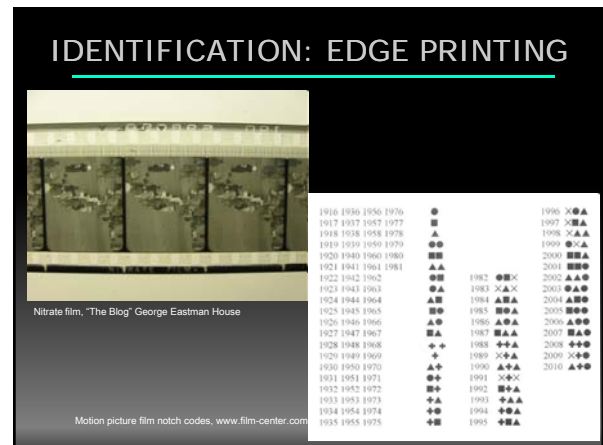 IDENTIFICATION: EDGE PRINTING
Nitrate film, “The Blog” George Eastman House
1916 1936 1956 1976 ●
1917 1937 1957 1977 ■
1918 1938 1958 1978 ▲
1919 1939 1959 1979 ●●
1920 1940 1960 1980 ■■
1921 1941 1961 1981 ▲▲
1922 1942 1962 ●■
1923 1943 1963 ●▲
1924 1944 1964 ▲■
1925 1945 1965 ■●
1926 1946 1966 ▲●
1927 1947 1967 ■▲
1928 1948 1968 ++
1929 1949 1969 +
1930 1950 1970 ▲+
1931 1951 1971 ●+
1932 1952 1972 ■+
1933 1953 1973 +▲
1934 1954 1974 +●
1935 1955 1975 +■
1982 ●■X
1983 X▲X
1984 ▲■▲
1985 ■●▲
1986 ▲●▲
1987 ■▲▲
1988 ++▲
1989 X+▲
1990 ▲+▲
1991 X+X
1992 ■+▲
1993 +▲▲
1994 +●▲
1995 +■▲
1996 X●▲
1997 X■▲
1998 X▲▲
1999 ●X▲
2000 ■■▲
2001 ■■●
2002 ▲▲●
2003 ●▲●
2004 ▲■●
2005 ■●●
2006 ▲●●
2007 ■▲●
2008 ++●
2009 X+●
2010 ▲+●
Motion picture film notch codes, www.film-center.com